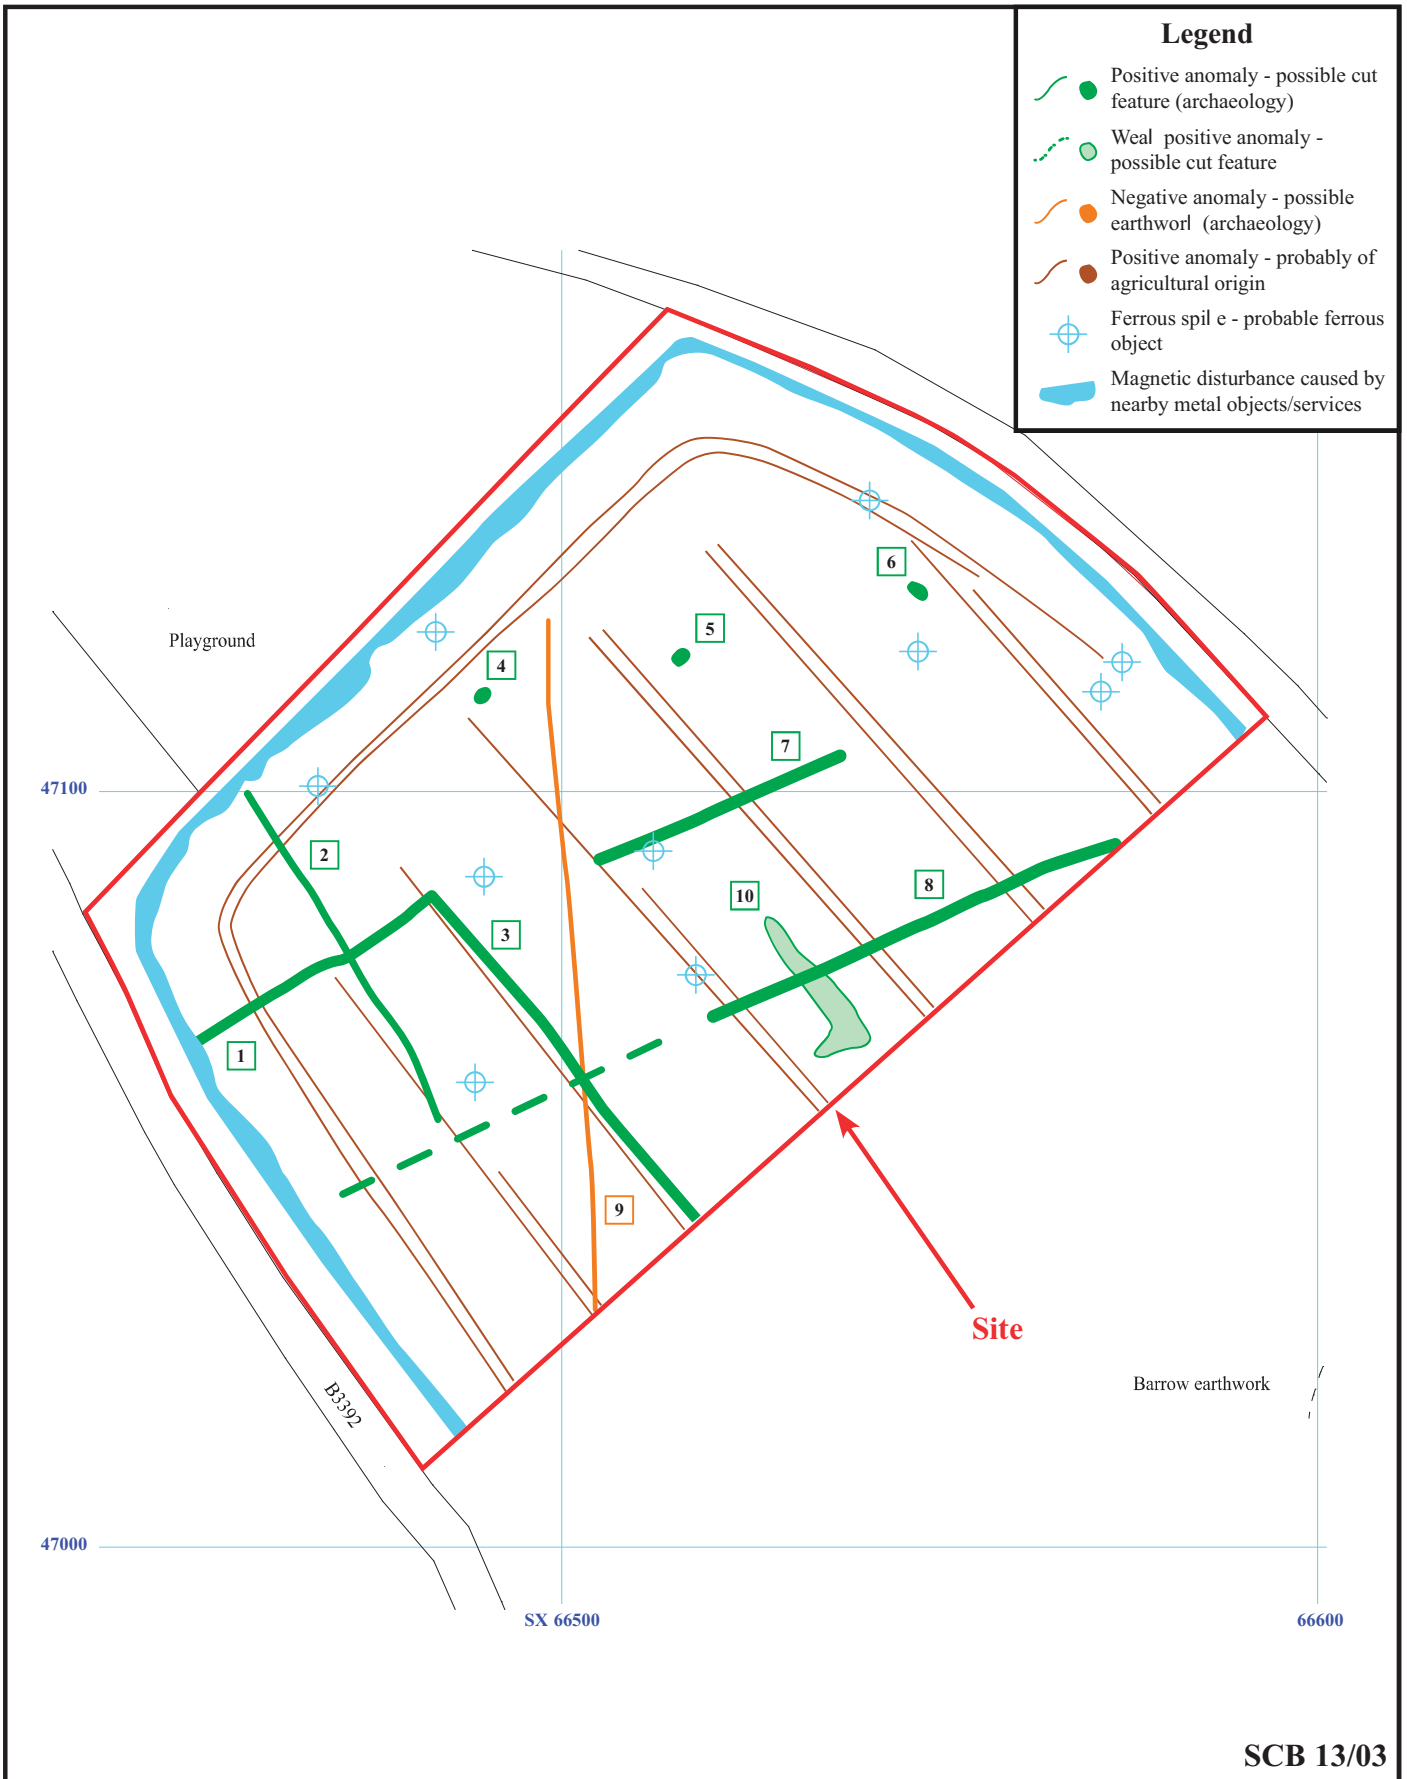 Legend
Positive anomaly - possible cut
feature (archaeology)
Weal positive anomaly -
possible cut feature
Negative anomaly - possible
earthworl (archaeology)
Positive anomaly - probably of
agricultural origin
Ferrous spil e - probable ferrous
object
Magnetic disturbance caused by
nearby metal objects/services
6
5
Playground
4
7
47100
2
8
10
3
1
9
Site
Barrow earthwork
B3392
47000
SX 66500
66600
SCB 13/03